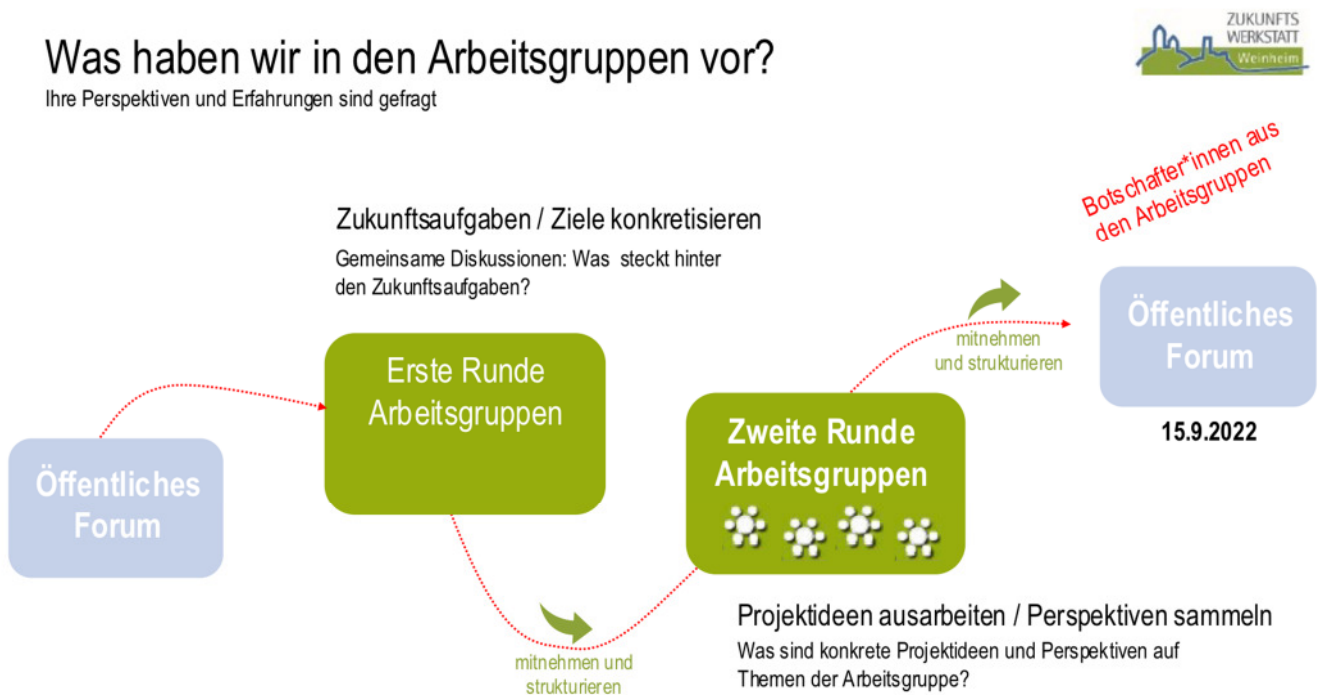 Was haben wir in den Arbeitsgruppen vor?
Ihre Perspektiven und Erfahrungen sind gefragt
ZUKUNFTS
WERKSTATT
Weinheim
Botschafter*innen aus
den Arbeitsgruppen
Zukunftsaufgaben / Ziele konkretisieren
Gemeinsame Diskussionen: Was steckt hinter
den Zukunftsaufgaben?
Öffentliches
Forum
Erste Runde
Arbeitsgruppen
mitnehmen und
strukturieren
Zweite Runde
Arbeitsgruppen
Projektideen ausarbeiten / Perspektiven sammeln
Was sind konkrete Projektideen und Perspektiven auf
Themen der Arbeitsgruppe?
mitnehmen
und strukturieren
Öffentliches
Forum
15.9.2022